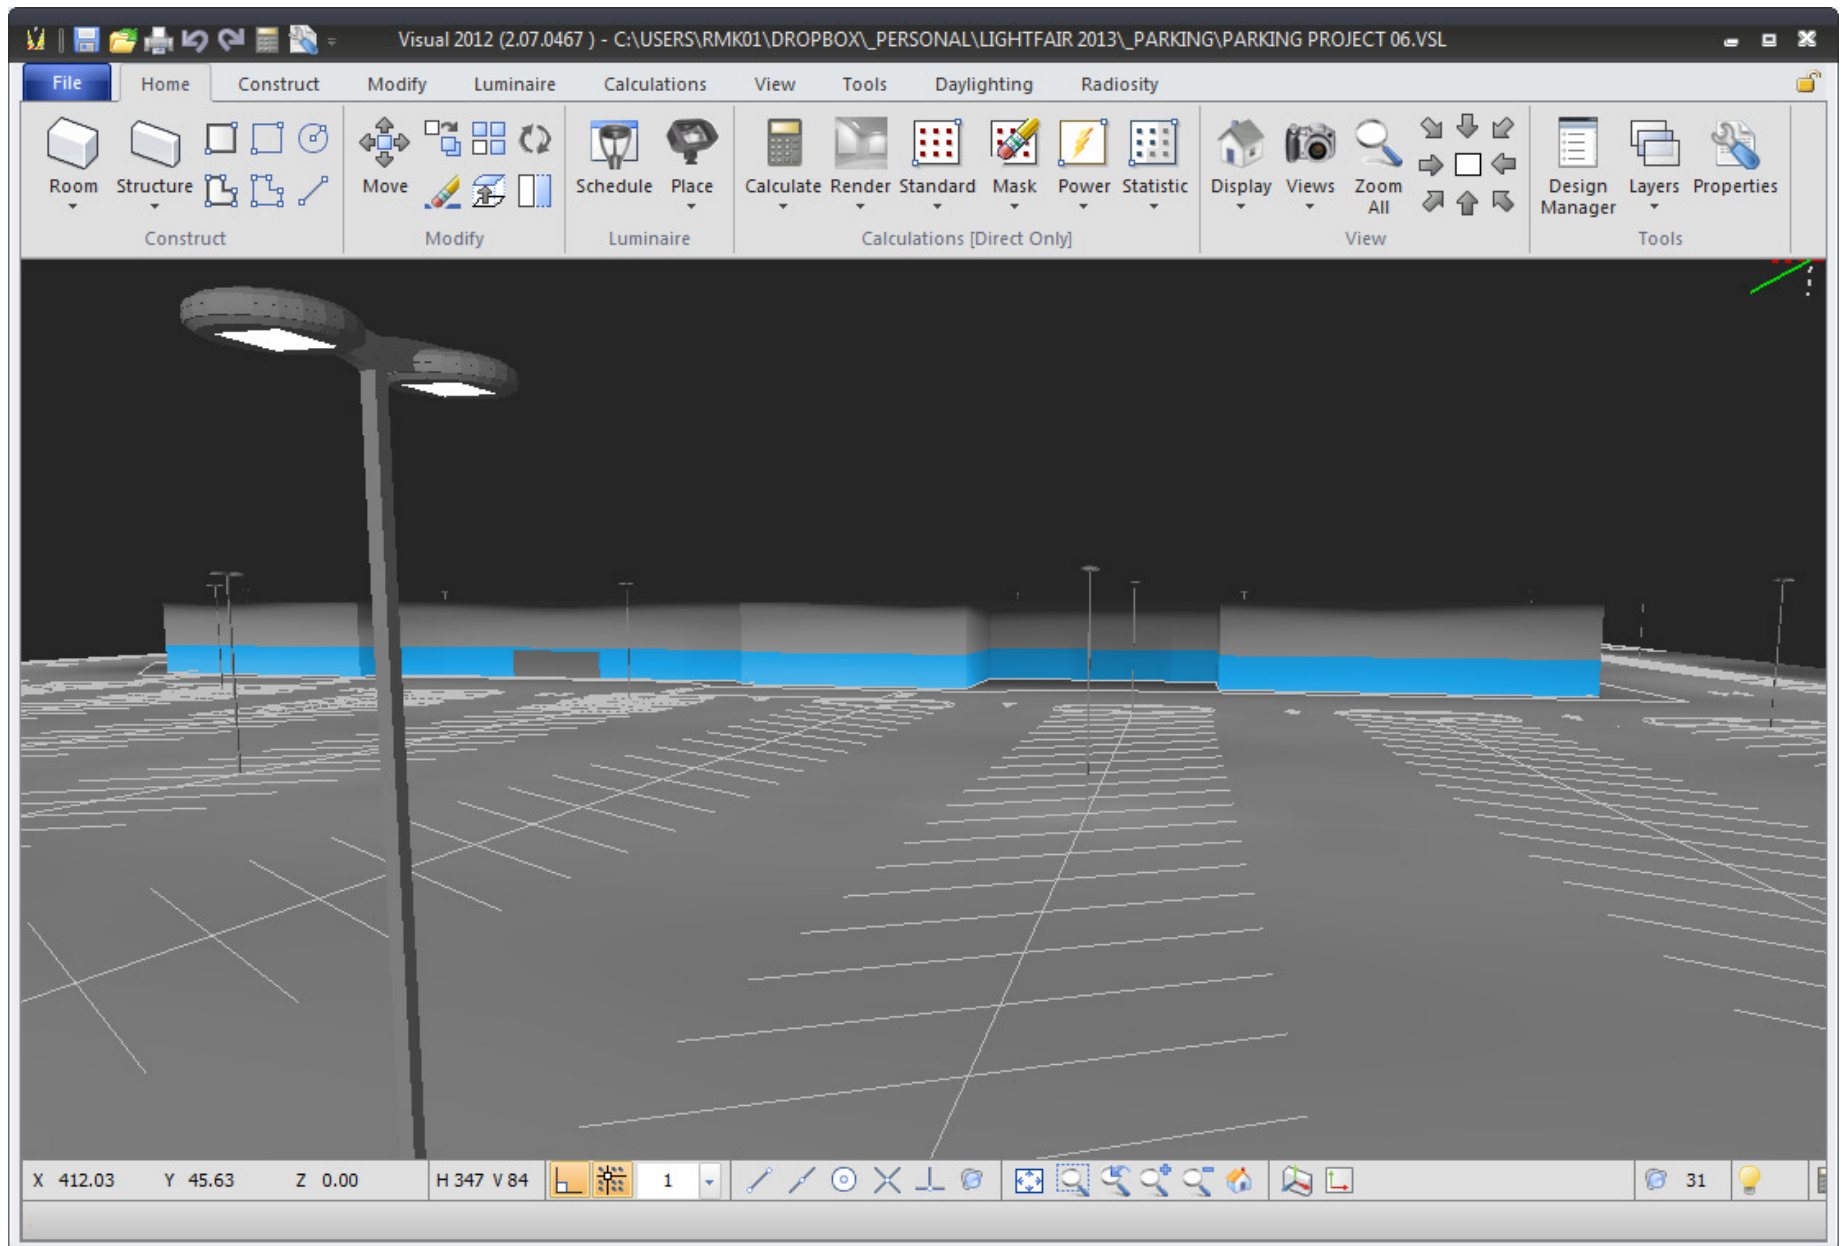 Visual 2012 (2.07.0467 ) - C:\USERS\RMK01\DROPBOX\_PERSONAL\LIGHTFAIR 2013\_PARKING\PARKING PROJECT 06.VSL
File Home Construct Modify Luminaire Calculations View Tools Daylighting Radiosity
Room Structure Move Schedule Place Calculate Render Standard Mask Power Statistic Display Views Zoom All Design Manager Layers Properties
Construct Modify Luminaire Calculations [Direct Only] View Tools
X 412.03 Y 45.63 Z 0.00 H 347 V 84 1 31